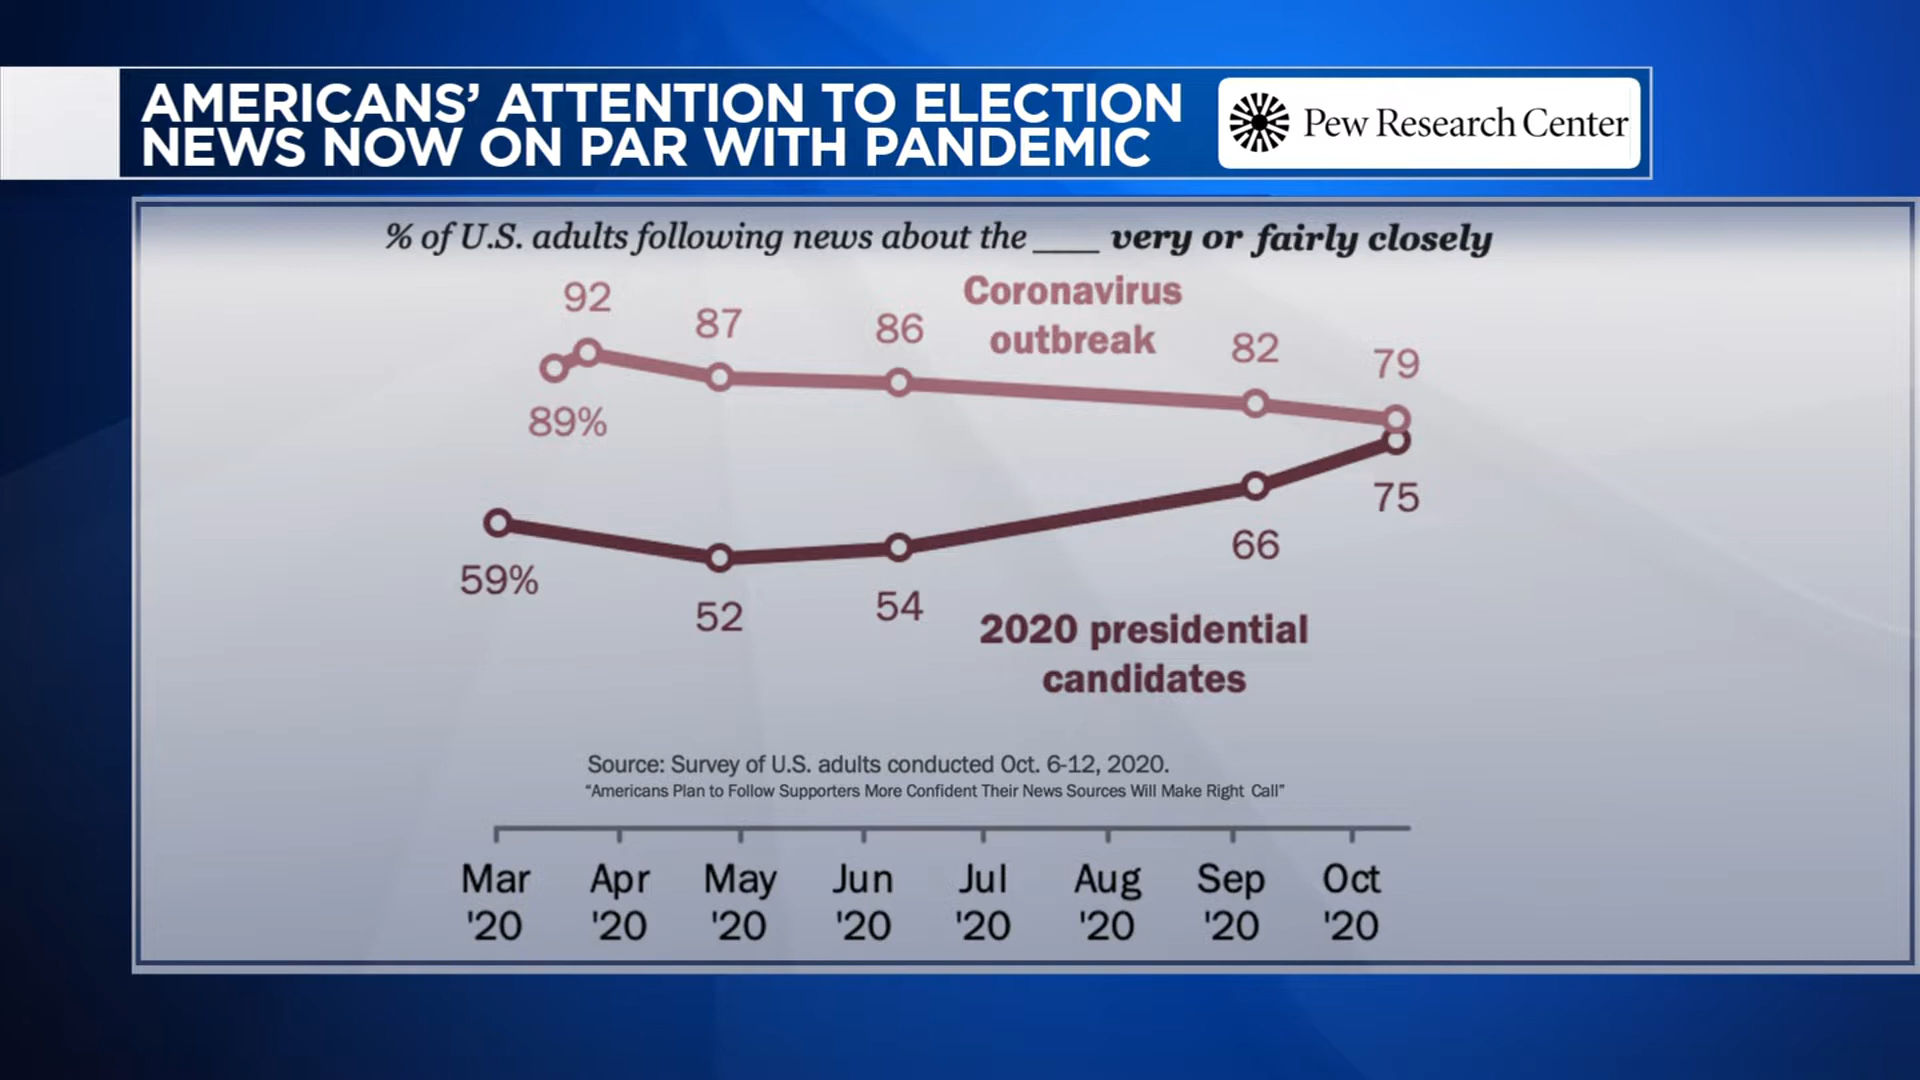 AMERICANS’ ATTENTION TO ELECTION
NEWS NOW ON PAR WITH PANDEMIC
Pew Research Center
% of U.S. adults following news about the ____ very or fairly closely
Coronavirus
outbreak
92
87
86
82
79
89%
59%
52
54
66
75
2020 presidential
candidates
Source: Survey of U.S. adults conducted Oct. 6-12, 2020.
“Americans Plan to Follow Supporters More Confident Their News Sources Will Make Right Call”
Mar Apr May Jun Jul Aug Sep Oct
'20 '20 '20 '20 '20 '20 '20 '20